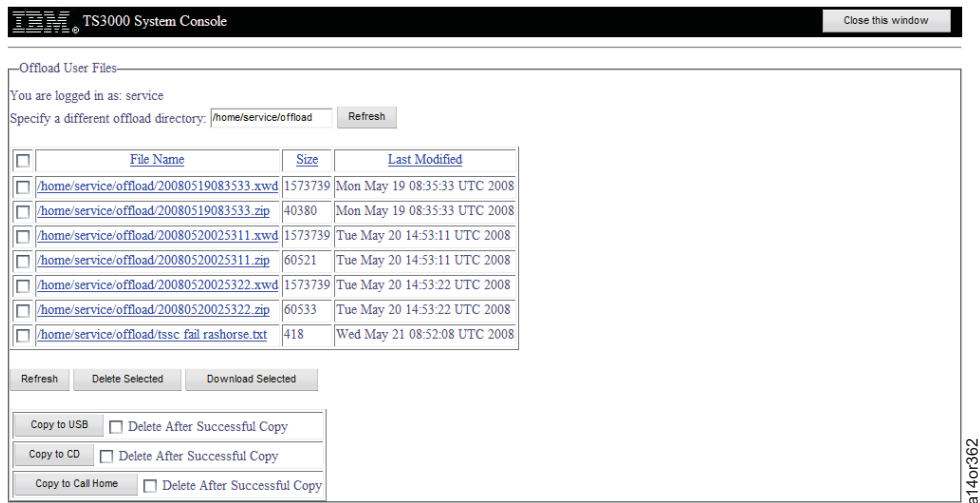 IBM® TS3000 System Console
Close this window
Offload User Files
You are logged in as: service
Specify a different offload directory: /home/service/offload Refresh
File Name Size Last Modified
/home/service/offload/20080519083533.xwd 1573739 Mon May 19 08:35:33 UTC 2008
/home/service/offload/20080519083533.zip 40380 Mon May 19 08:35:33 UTC 2008
/home/service/offload/20080520025311.xwd 1573739 Tue May 20 14:53:11 UTC 2008
/home/service/offload/20080520025311.zip 60521 Tue May 20 14:53:11 UTC 2008
/home/service/offload/20080520025322.xwd 1573739 Tue May 20 14:53:22 UTC 2008
/home/service/offload/20080520025322.zip 60533 Tue May 20 14:53:22 UTC 2008
/home/service/offload/tssc fail rashorse.txt 418 Wed May 21 08:52:08 UTC 2008
Refresh Delete Selected Download Selected
Copy to USB Delete After Successful Copy
Copy to CD Delete After Successful Copy
Copy to Call Home Delete After Successful Copy
a14or362